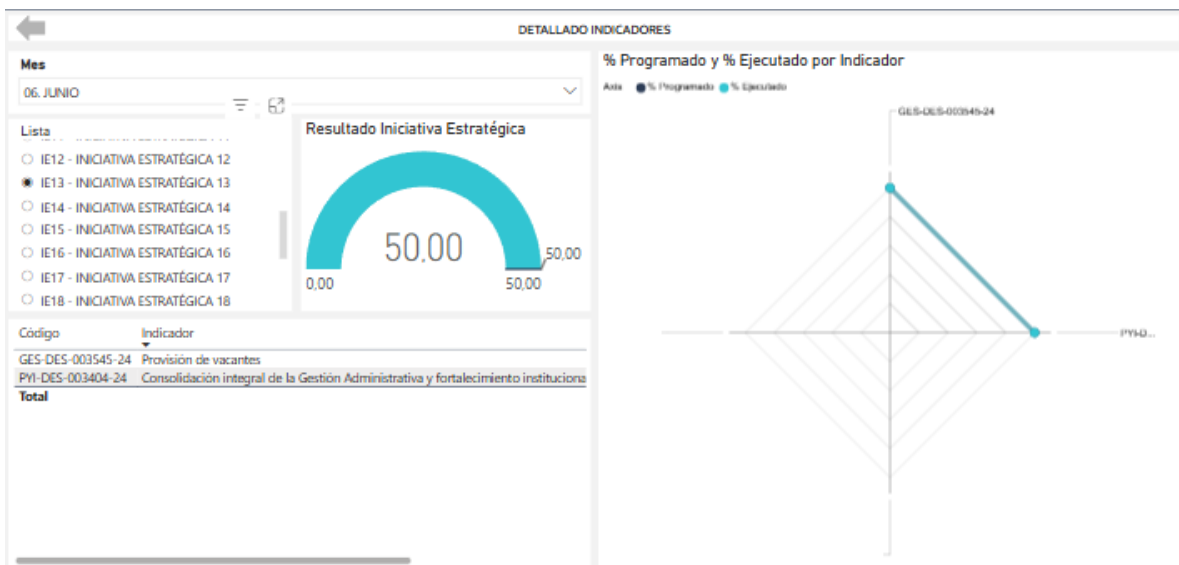 DETALLADO INDICADORES
Mes
06. JUNIO
Lista
IE12 - INICIATIVA ESTRATÉGICA 12
IE13 - INICIATIVA ESTRATÉGICA 13
IE14 - INICIATIVA ESTRATÉGICA 14
IE15 - INICIATIVA ESTRATÉGICA 15
IE16 - INICIATIVA ESTRATÉGICA 16
IE17 - INICIATIVA ESTRATÉGICA 17
IE18 - INICIATIVA ESTRATÉGICA 18
Resultado Iniciativa Estratégica
50,00
50,00
0,00
50,00
Código Indicador
GES-DES-003545-24 Provisión de vacantes
PYI-DES-003404-24 Consolidación integral de la Gestión Administrativa y fortalecimiento instituciona
Total
% Programado y % Ejecutado por Indicador
Axis % Programado % Ejecutado
GES-DES-003545-24
PYI-D...